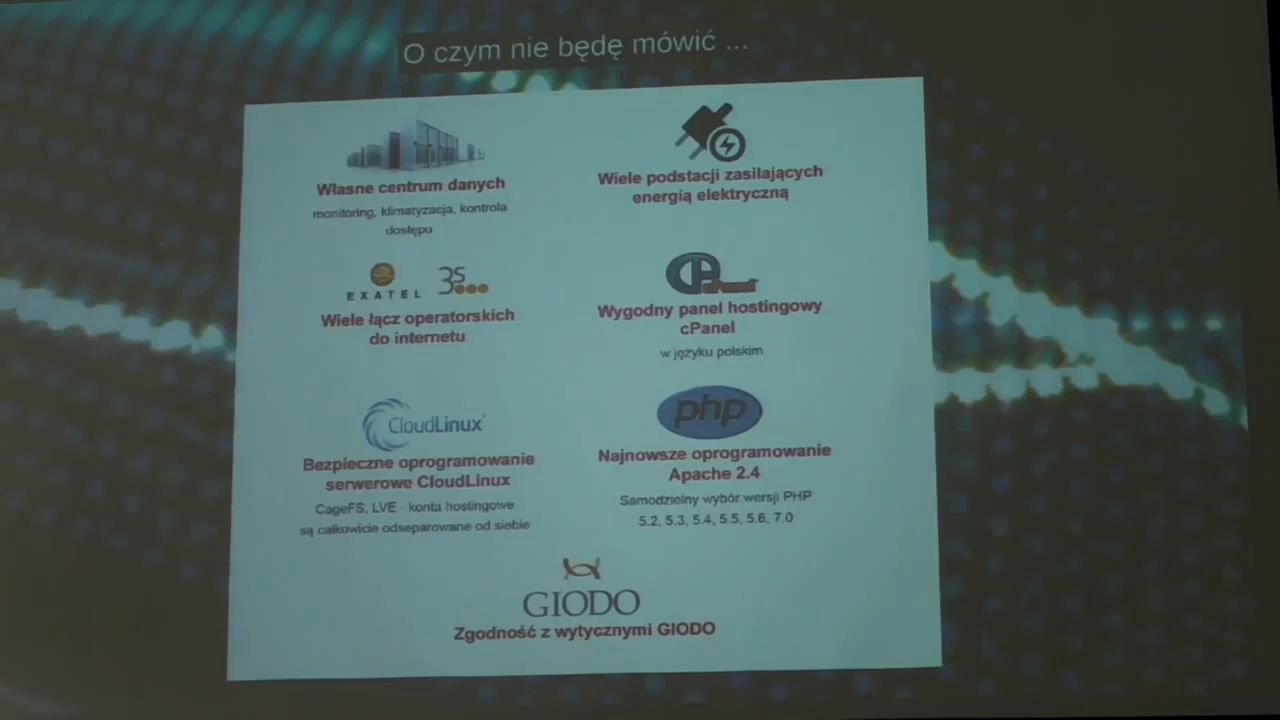 O czym nie będę mówić ...
Własne centrum danych
monitoring, klimatyzacja, kontrola
dostępu
Wiele podstacji zasilających
energią elektryczną
EXATEL 3S
Wiele łącz operatorskich
do internetu
cPanel
Wygodny panel hostingowy
cPanel
w języku polskim
CloudLinux
Bezpieczne oprogramowanie
serwerowe CloudLinux
CageFS, LVE - konta hostingowe
są całkowicie odseparowane od siebie
php
Najnowsze oprogramowanie
Apache 2.4
Samodzielny wybór wersji PHP
5.2, 5.3, 5.4, 5.5, 5.6, 7.0
GIODO
Zgodność z wytycznymi GIODO